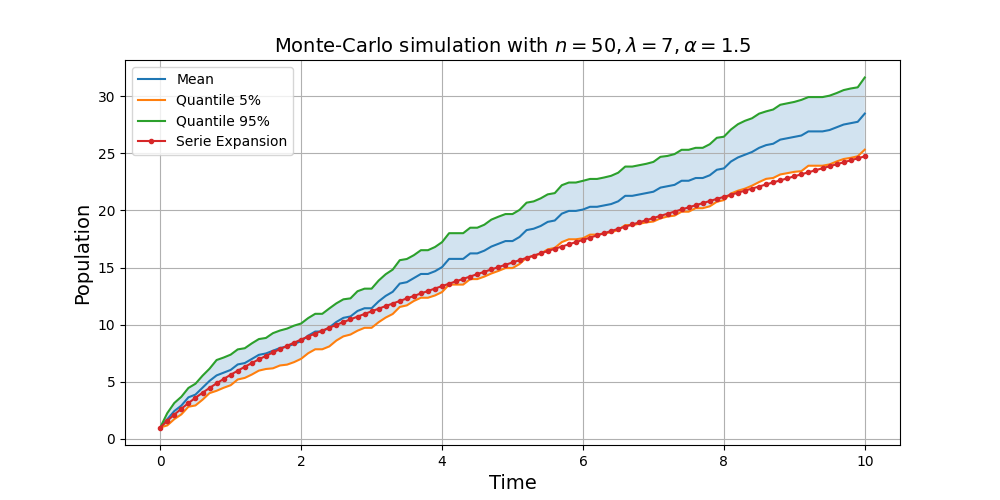 Monte-Carlo simulation with n = 50, λ = 7, α = 1.5
Mean
Quantile 5%
Quantile 95%
Serie Expansion
Population
30
25
20
15
10
5
0
0 2 4 6 8 10
Time